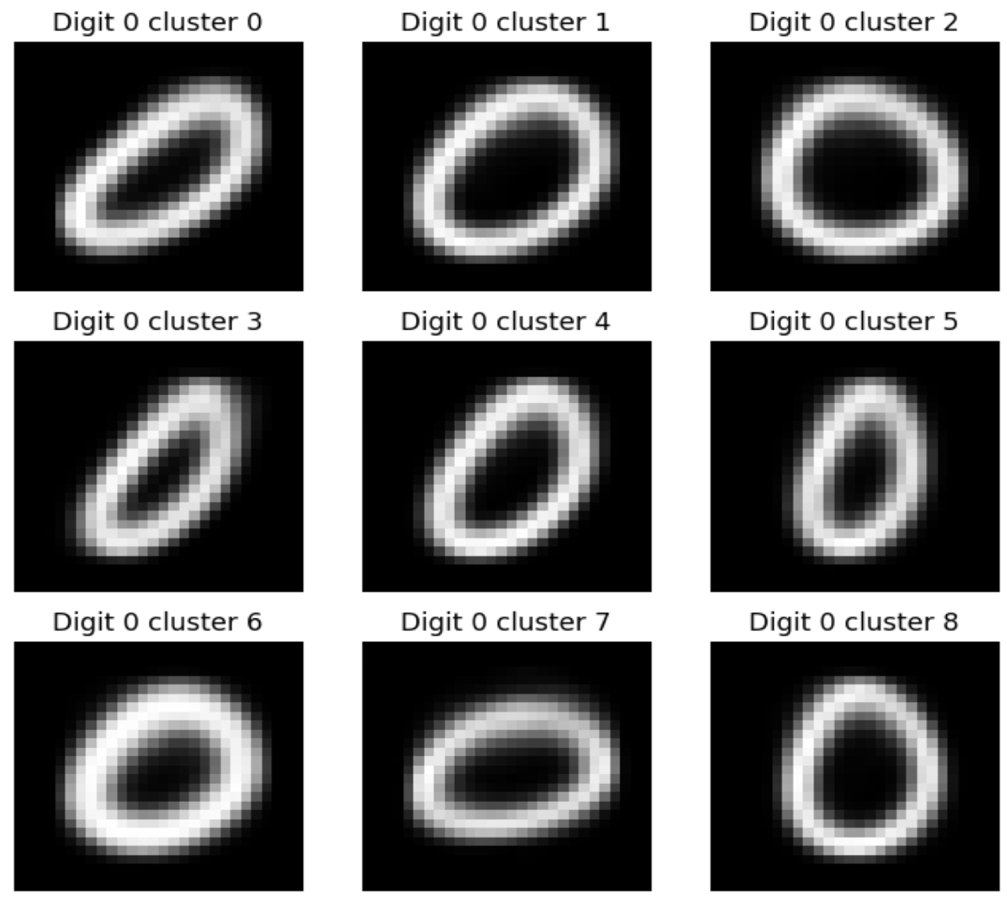 Digit 0 cluster 0
Digit 0 cluster 1
Digit 0 cluster 2
Digit 0 cluster 3
Digit 0 cluster 4
Digit 0 cluster 5
Digit 0 cluster 6
Digit 0 cluster 7
Digit 0 cluster 8